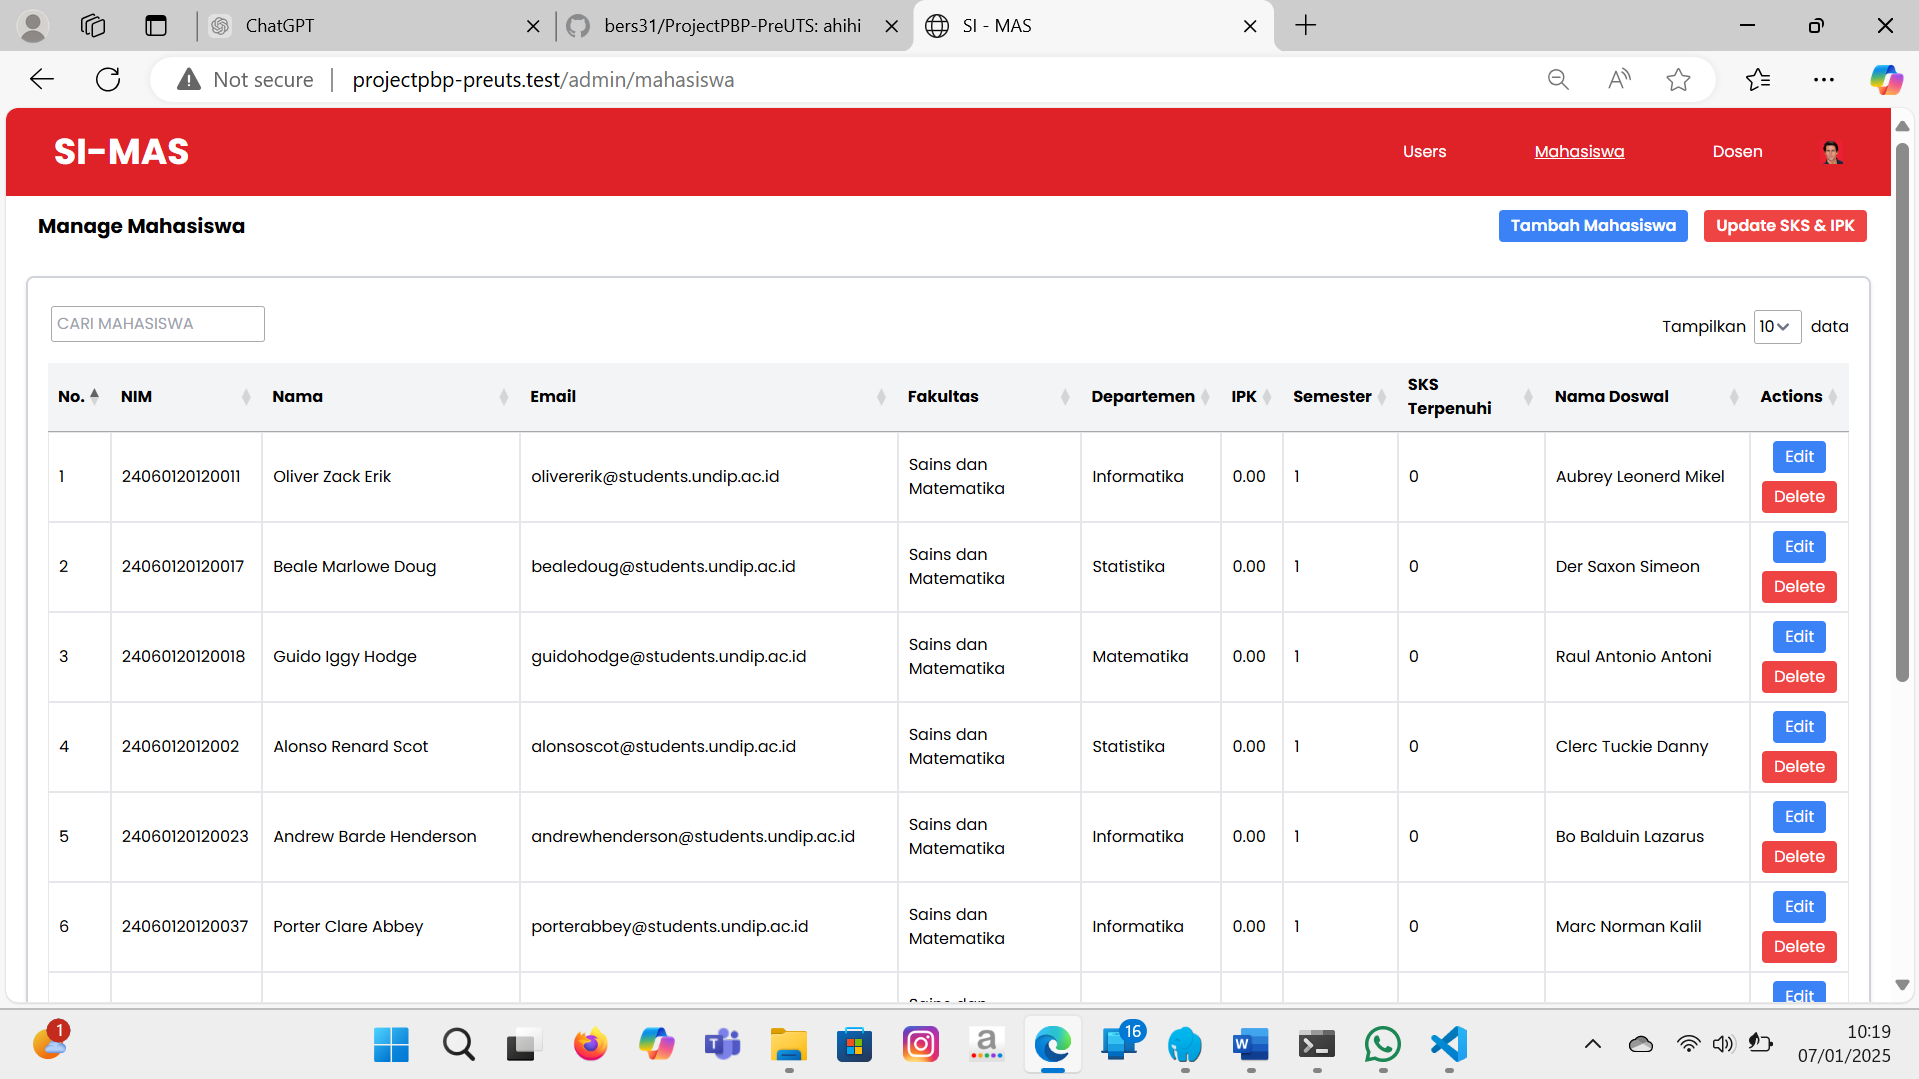 ChatGPT
bers31/ProjectPBP-PreUTS: ahihi
SI - MAS
Not secure
projectpbp-preuts.test/admin/mahasiswa
SI-MAS
Users
Mahasiswa
Dosen
Manage Mahasiswa
Tambah Mahasiswa
Update SKS & IPK
CARI MAHASISWA
Tampilkan 10 data
No. NIM Nama Email Fakultas Departemen IPK Semester SKS Terpenuhi Nama Doswal Actions
1 24060120120011 Oliver Zack Erik olivererik@students.undip.ac.id Sains dan Matematika Informatika 0.00 1 0 Aubrey Leonerd Mikel Edit Delete
2 24060120120017 Beale Marlowe Doug bealedoug@students.undip.ac.id Sains dan Matematika Statistika 0.00 1 0 Der Saxon Simeon Edit Delete
3 24060120120018 Guido Iggy Hodge guidohodge@students.undip.ac.id Sains dan Matematika Matematika 0.00 1 0 Raul Antonio Antoni Edit Delete
4 2406012012002 Alonso Renard Scot alonsoscot@students.undip.ac.id Sains dan Matematika Statistika 0.00 1 0 Clerc Tuckie Danny Edit Delete
5 24060120120023 Andrew Barde Henderson andrewhenderson@students.undip.ac.id Sains dan Matematika Informatika 0.00 1 0 Bo Balduin Lazarus Edit Delete
6 24060120120037 Porter Clare Abbey porterabbey@students.undip.ac.id Sains dan Matematika Informatika 0.00 1 0 Marc Norman Kalil Edit Delete
Sains dan Edit
1
16
10:19
07/01/2025